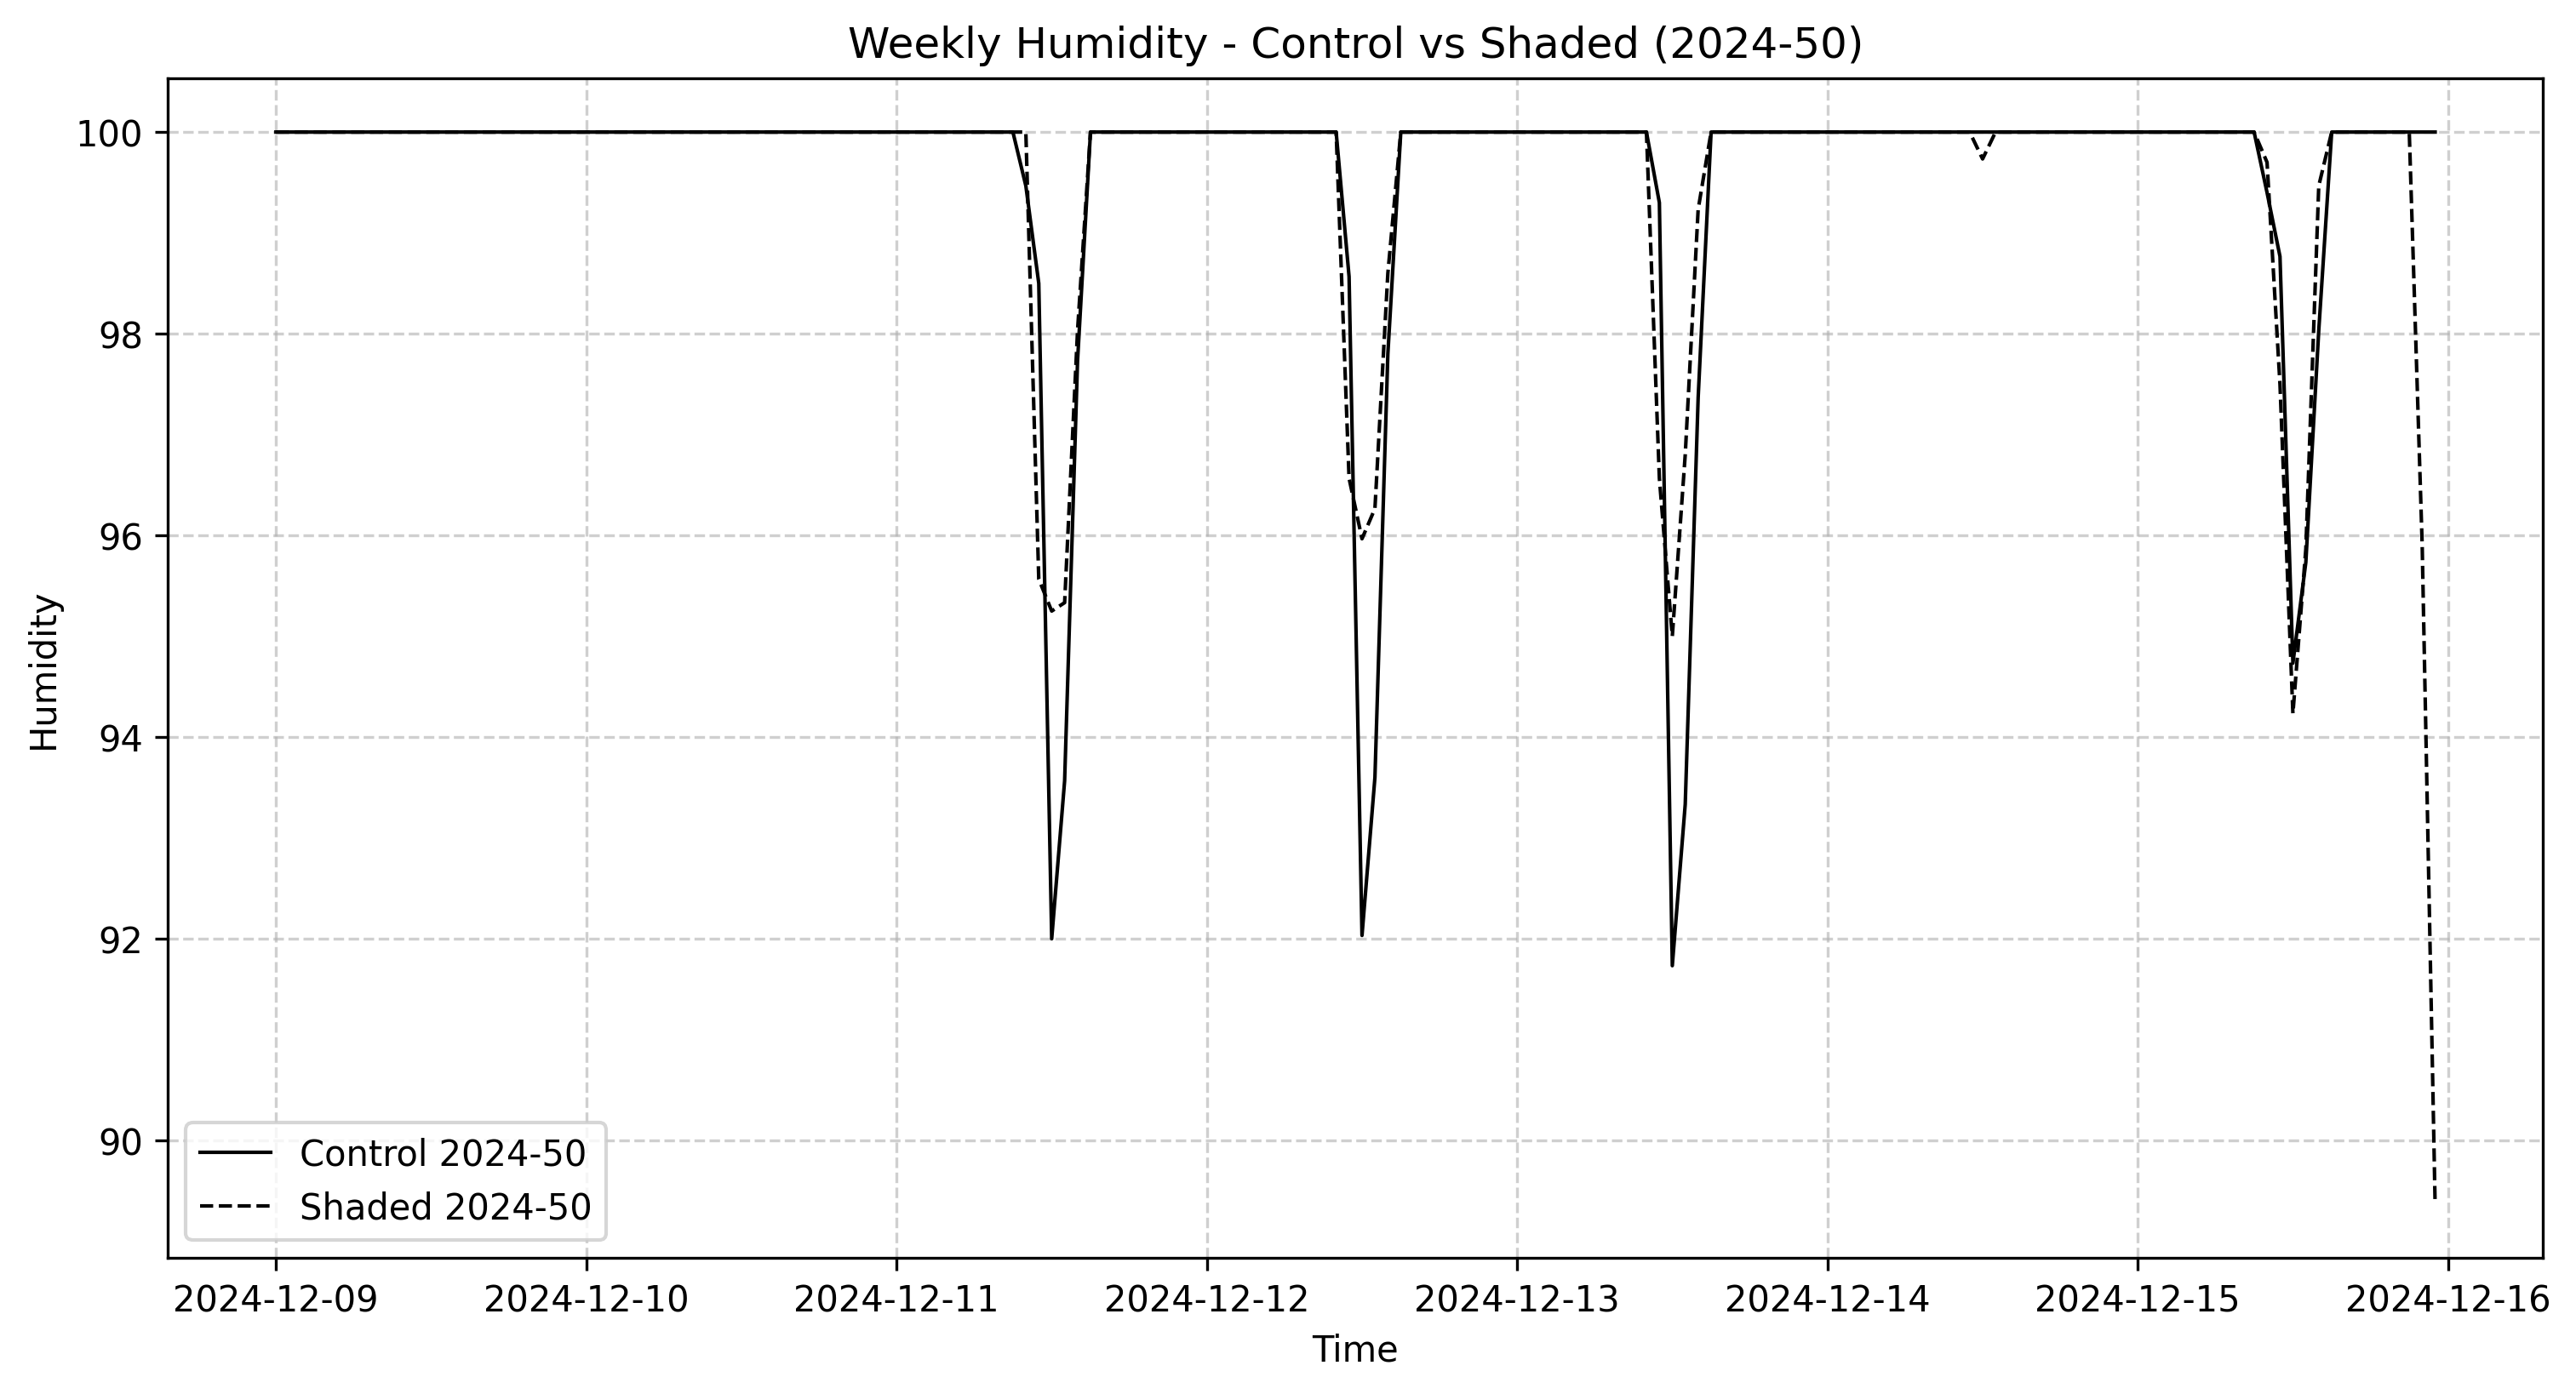 Weekly Humidity - Control vs Shaded (2024-50)
Humidity
100
98
96
94
92
90
Control 2024-50
Shaded 2024-50
2024-12-09
2024-12-10
2024-12-11
2024-12-12
2024-12-13
2024-12-14
2024-12-15
2024-12-16
Time